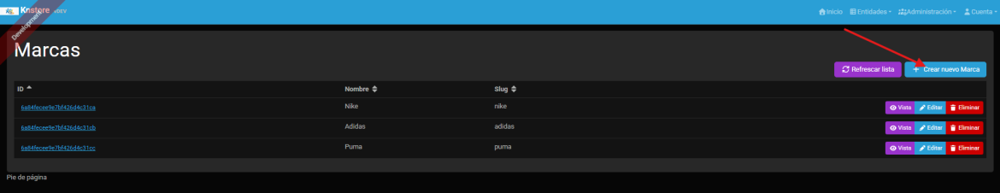 Knstore vDEV
Inicio Entidades Administración Cuenta
Development
Marcas
Refrescar lista Crear nuevo Marca
ID Nombre Slug
6a84fecee9e7bf426d4c31ca Nike nike Vista Editar Eliminar
6a84fecee9e7bf426d4c31cb Adidas adidas Vista Editar Eliminar
6a84fecee9e7bf426d4c31cc Puma puma Vista Editar Eliminar
Pie de página